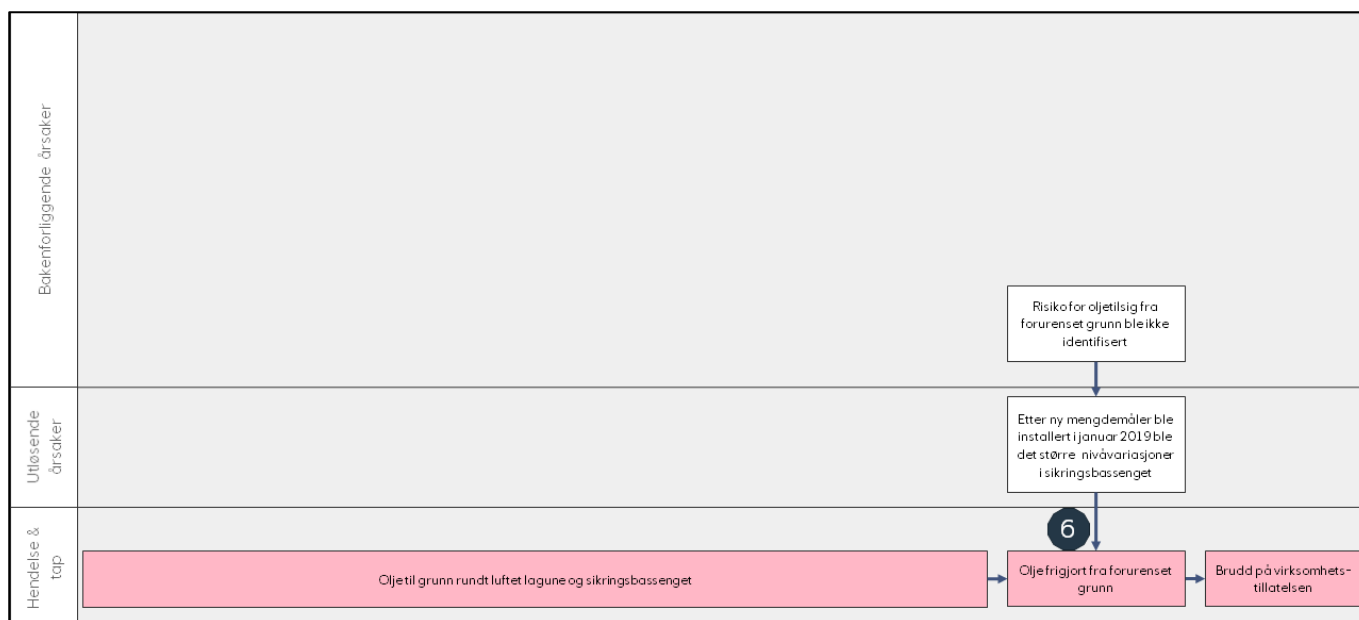 Bakenforliggende årsaker
Risiko for oljetilsig fra
forurenset grunn ble ikke
identifisert
Utløsende
årsaker
Etter ny mengdemåler ble
installert i januar 2019 ble
det større nivåvariasjoner
i sikringsbassenget
Hendelse &
tap
6
Olje til grunn rundt luftet lagune og sikringsbassenget
Olje frigjort fra forurenset
grunn
Brudd på virksomhets-
tillatelsen